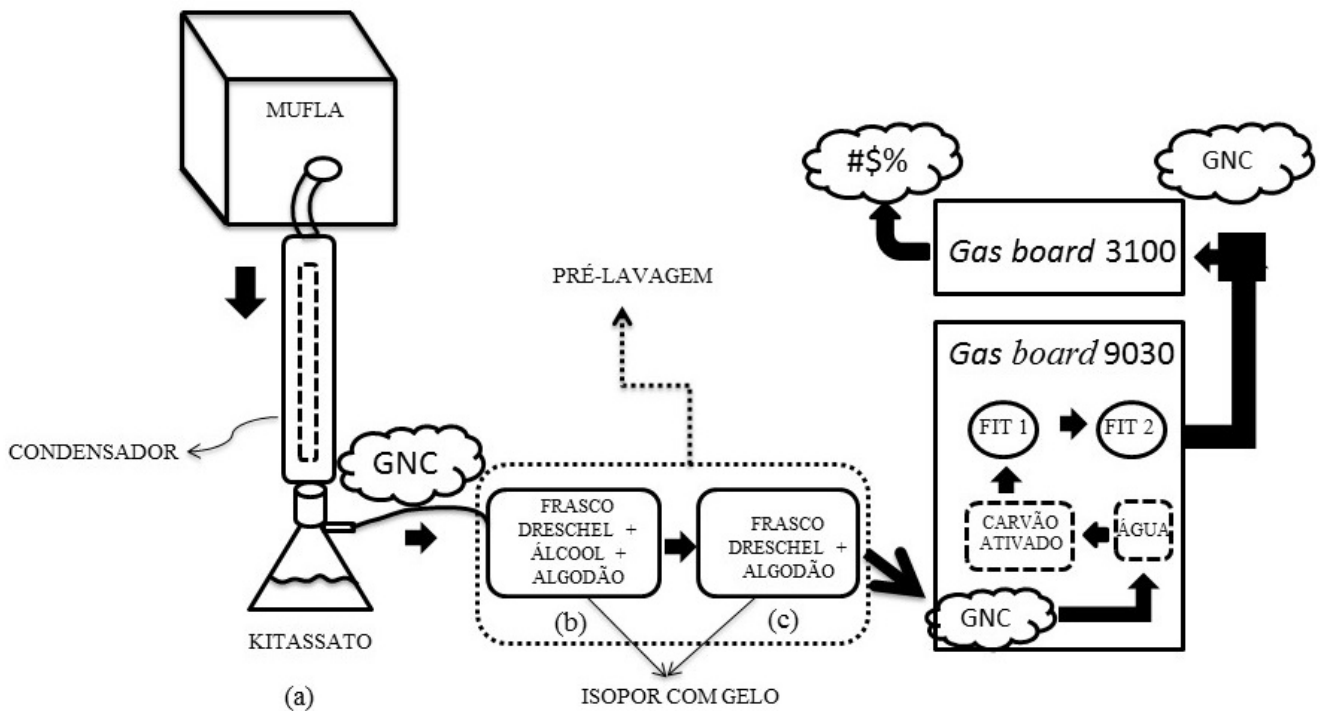 MUFLA
#$%
GNC
Gas board 3100
PRÉ-LAVAGEM
Gas board 9030
FIT 1
FIT 2
CONDENSADOR
GNC
FRASCO
DRESCHEL +
ÁLCOOL +
ALGODÃO
FRASCO
DRESCHEL +
ALGODÃO
CARVÃO
ATIVADO
ÁGUA
GNC
(b)
(c)
KITASSATO
(a)
ISOPOR COM GELO